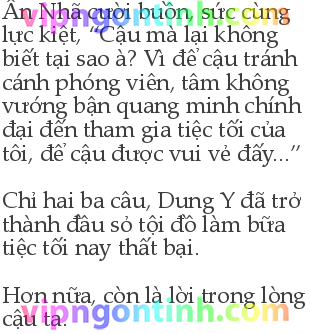 Ân Nhã cười buồn, sức cùng
lực kiệt, “Cậu mà lại không
biết tại sao à? Vì để cậu tránh
cánh phóng viên, tâm không
vướng bận quang minh chính
đại đến tham gia tiệc tối của
tôi, để cậu được vui vẻ đấy...”
Chỉ hai ba câu, Dung Y đã trở
thành đầu sỏ tội đồ làm bữa
tiệc tối nay thất bại.
Hơn nữa, còn là lời trong lòng
cậu ta.
vipngontinh.com
vipngontinh.com